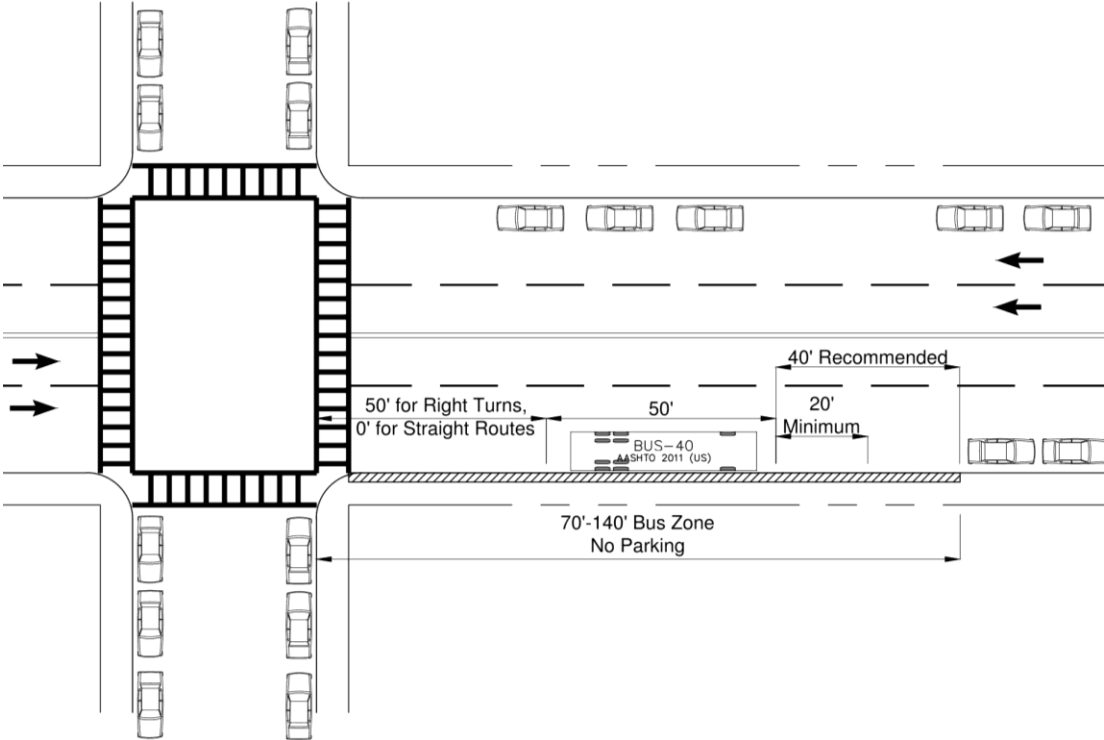 40' Recommended
50' for Right Turns,
0' for Straight Routes
50'
20'
Minimum
BUS-40
AASHTO 2011 (US)
70'-140' Bus Zone
No Parking